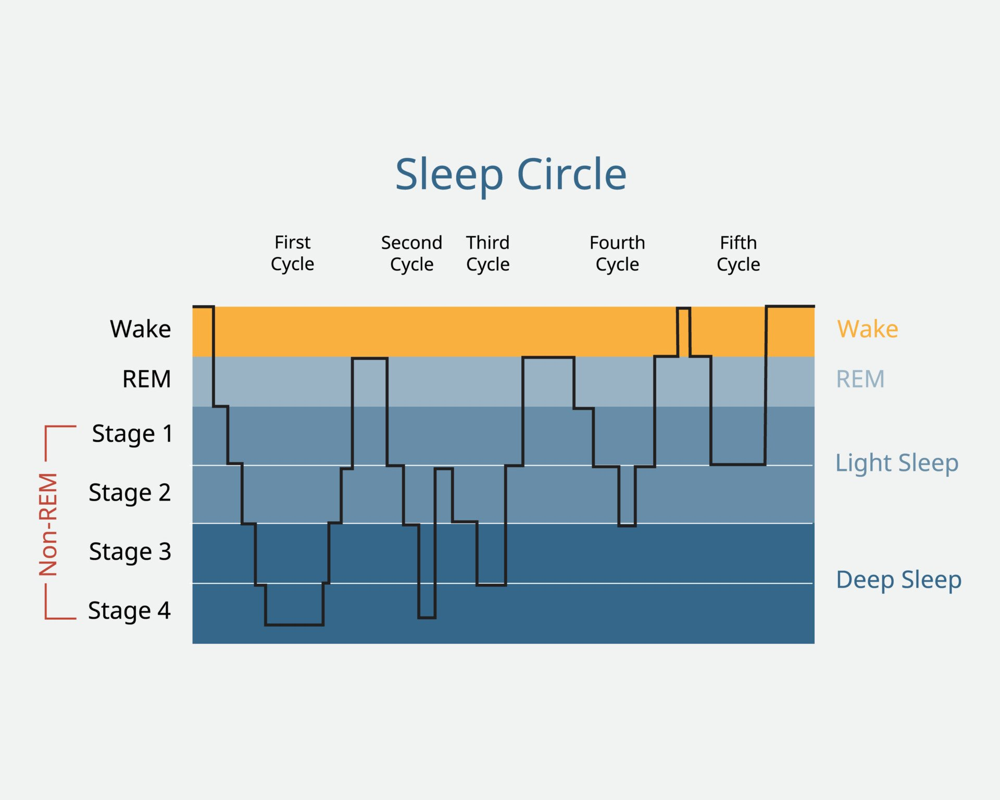 Sleep Circle
First
Cycle
Second
Cycle
Third
Cycle
Fourth
Cycle
Fifth
Cycle
Wake
REM
Stage 1
Stage 2
Stage 3
Stage 4
Non-REM
Wake
REM
Light Sleep
Deep Sleep